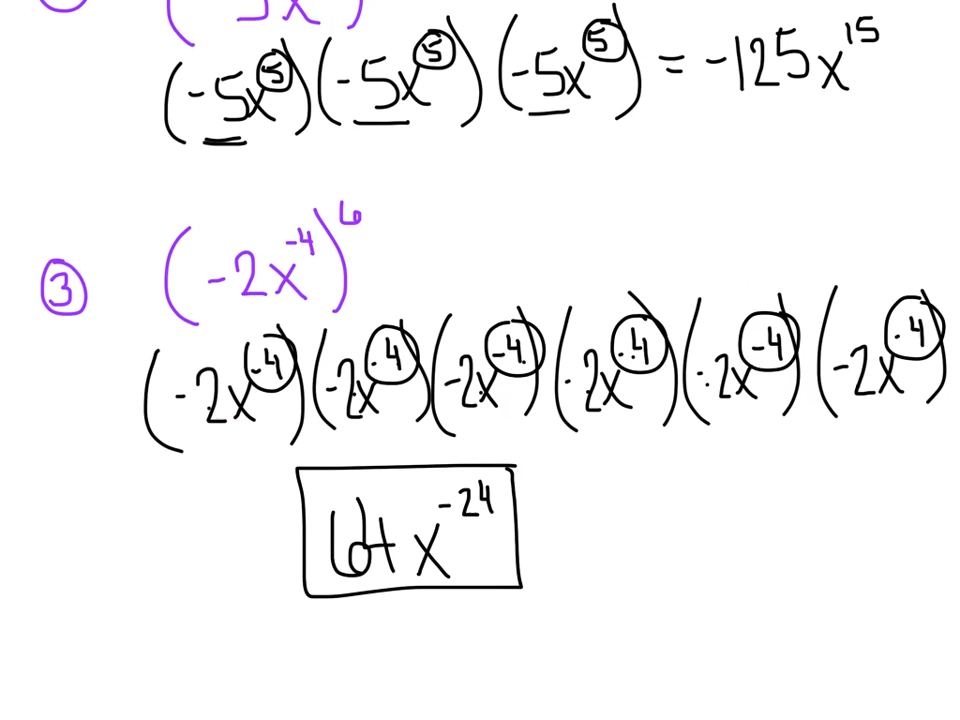 (-5x⁵)(-5x⁵)(-5x⁵) = -125x¹⁵
③ (-2x⁻⁴)⁶
(-2x⁻⁴)(-2x⁻⁴)(-2x⁻⁴)(-2x⁻⁴)(-2x⁻⁴)(-2x⁻⁴)
64x⁻²⁴